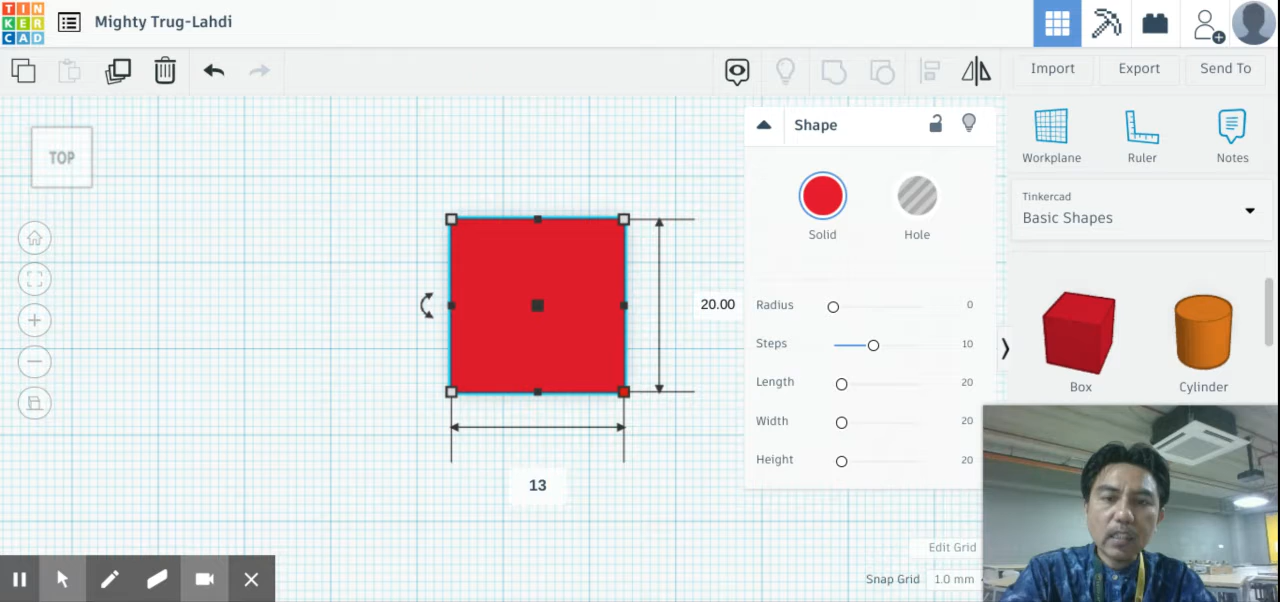 TIN
KER
CAD
Mighty Trug-Lahdi
Import
Export
Send To
TOP
Shape
Solid
Hole
Radius
0
Steps
10
Length
20
Width
20
Height
20
20.00
13
Workplane
Ruler
Notes
Tinkercad
Basic Shapes
Box
Cylinder
Edit Grid
Snap Grid
1.0 mm